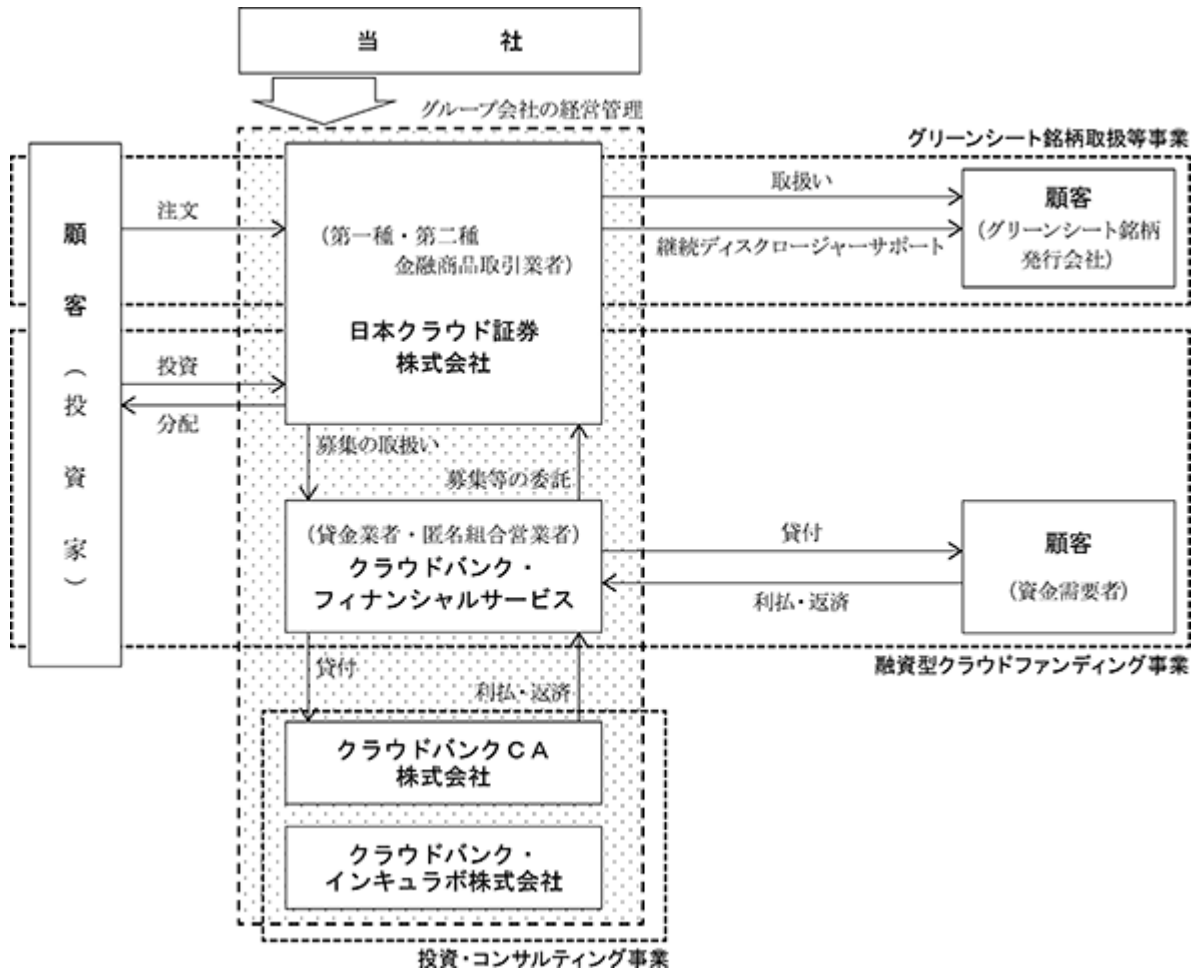 当社
グループ会社の経営管理
グリーンシート銘柄取扱等事業
顧客（投資家）
注文
（第一種・第二種
金融商品取引業者）
日本クラウド証券
株式会社
取扱い
継続ディスクロージャーサポート
顧客
（グリーンシート銘柄
発行会社）
投資
分配
募集の取扱い
募集等の委託
（貸金業者・匿名組合営業者）
クラウドバンク・
フィナンシャルサービス
貸付
利払・返済
顧客
（資金需要者）
融資型クラウドファンディング事業
貸付
利払・返済
クラウドバンクＣＡ
株式会社
クラウドバンク・
インキュラボ株式会社
投資・コンサルティング事業